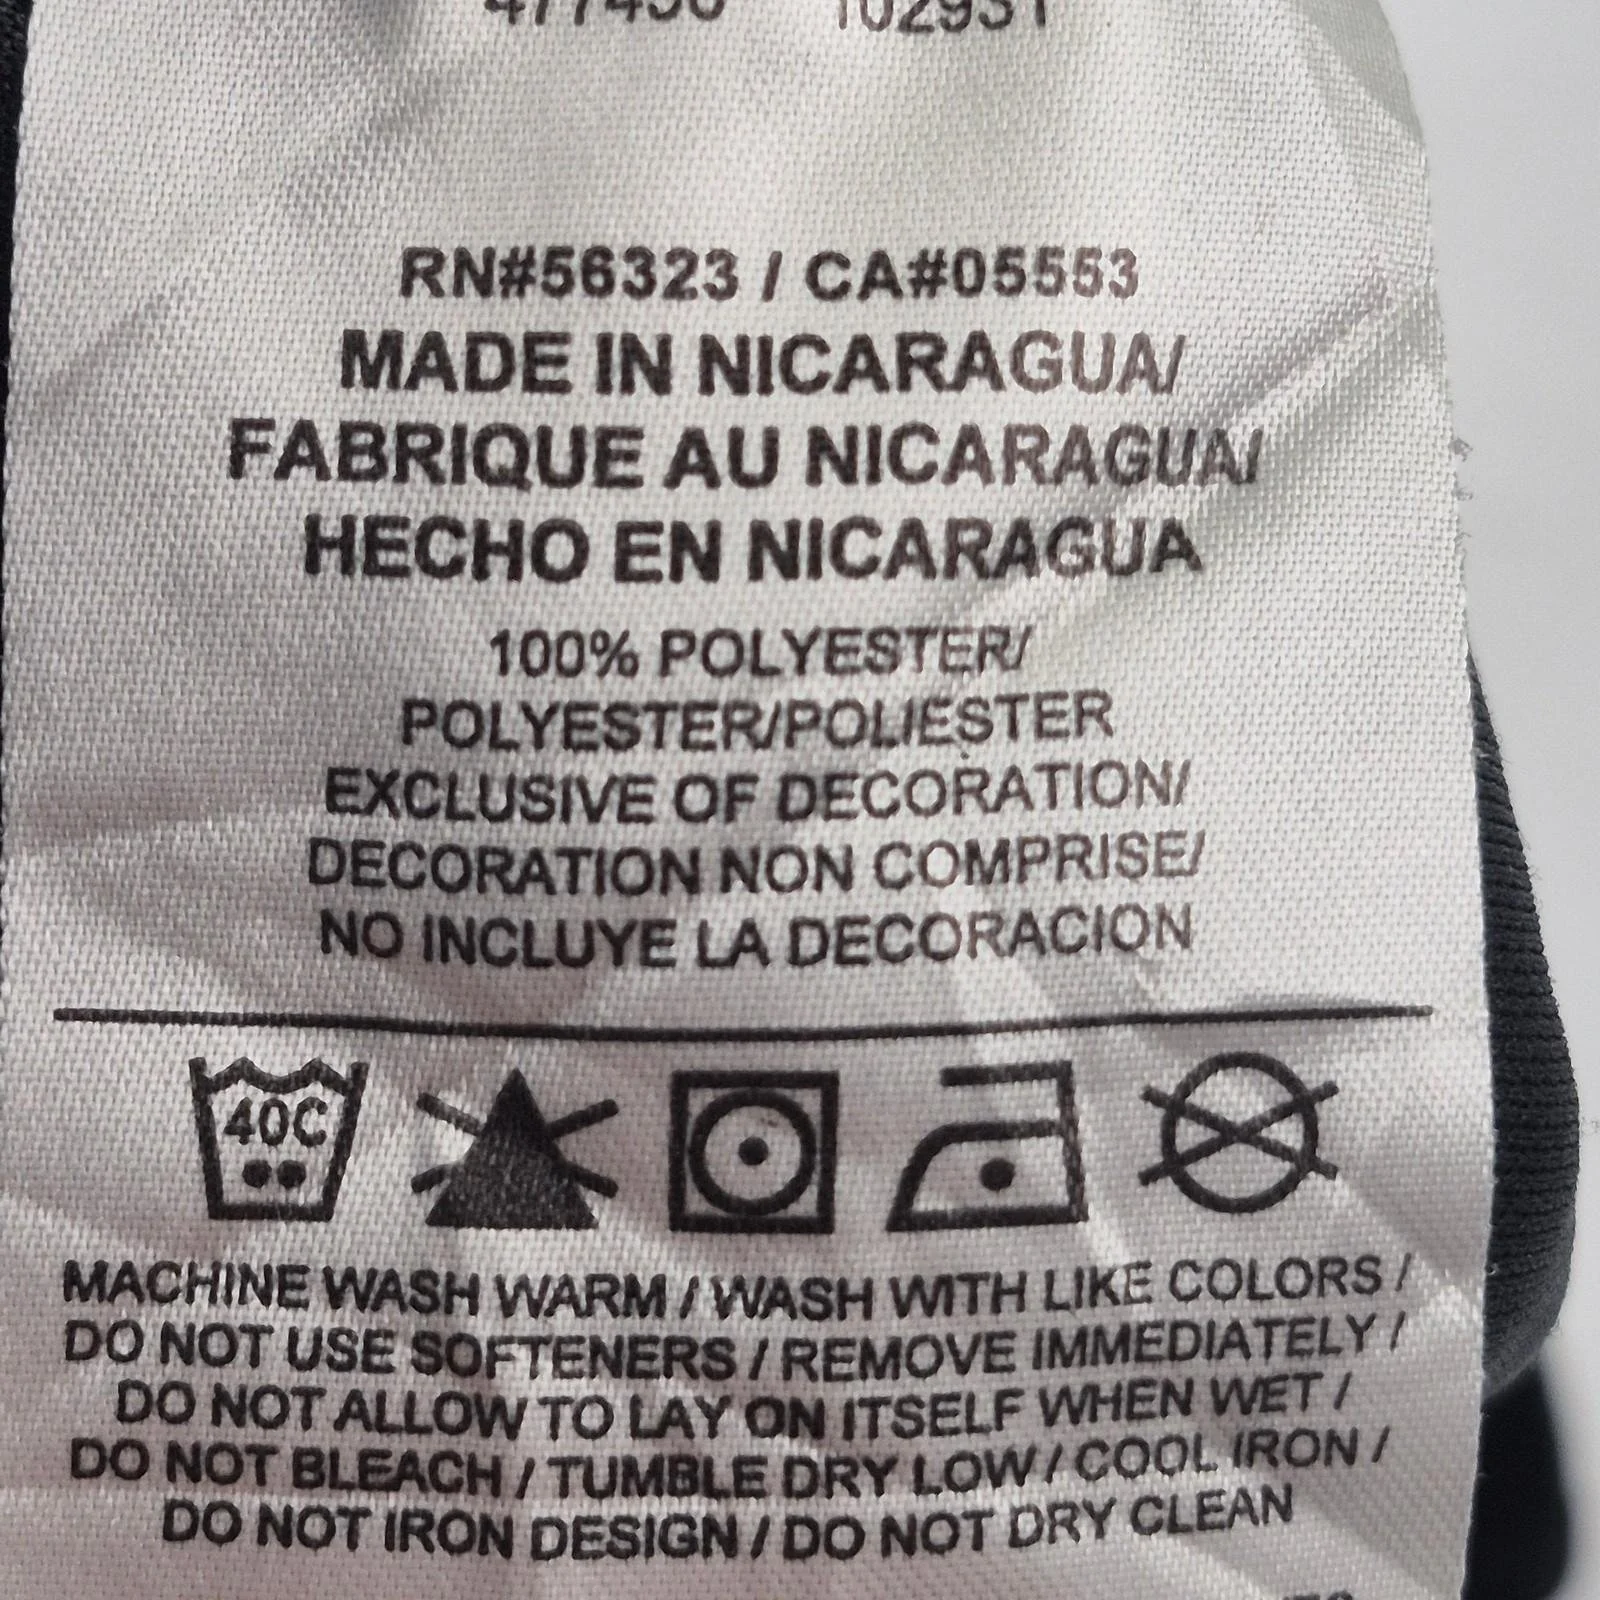 RN#56323 / CA#05553
MADE IN NICARAGUA/
FABRIQUE AU NICARAGUA/
HECHO EN NICARAGUA
100% POLYESTER/
POLYESTER/POLIESTER
EXCLUSIVE OF DECORATION/
DECORATION NON COMPRISE/
NO INCLUYE LA DECORACION
40C
MACHINE WASH WARM / WASH WITH LIKE COLORS /
DO NOT USE SOFTENERS / REMOVE IMMEDIATELY /
DO NOT ALLOW TO LAY ON ITSELF WHEN WET /
DO NOT BLEACH / TUMBLE DRY LOW / COOL IRON /
DO NOT IRON DESIGN / DO NOT DRY CLEAN